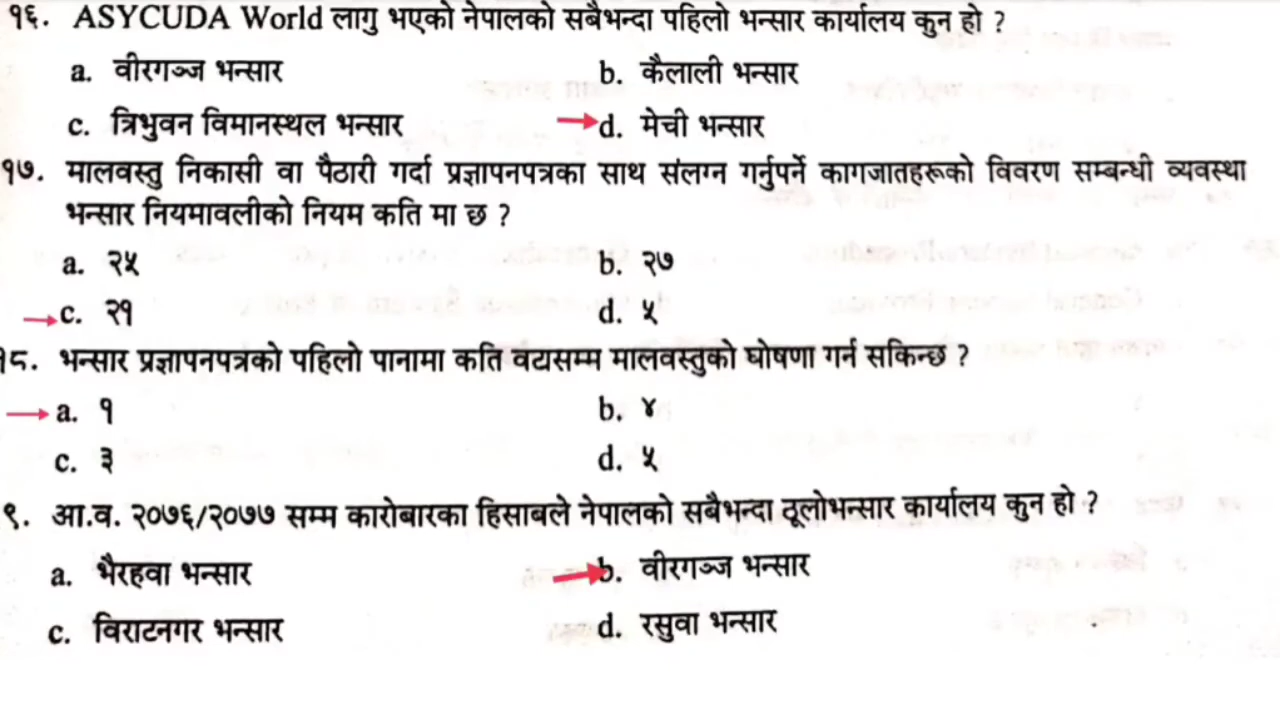 १६. ASYCUDA World लागु भएको नेपालको सबैभन्दा पहिलो भन्सार कार्यालय कुन हो ?
a. वीरगञ्ज भन्सार b. कैलाली भन्सार
c. त्रिभुवन विमानस्थल भन्सार d. मेची भन्सार
१७. मालवस्तु निकासी वा पैठारी गर्दा प्रज्ञापनपत्रका साथ संलग्न गर्नुपर्ने कागजातहरूको विवरण सम्बन्धी व्यवस्था
भन्सार नियमावलीको नियम कति मा छ ?
a. २५ b. २७
c. २१ d. ५
१८. भन्सार प्रज्ञापनपत्रको पहिलो पानामा कति वटासम्म मालवस्तुको घोषणा गर्न सकिन्छ ?
a. १ b. ४
c. ३ d. ५
९. आ.व. २०७६/२०७७ सम्म कारोबारका हिसाबले नेपालको सबैभन्दा ठूलोभन्सार कार्यालय कुन हो ?
a. भैरहवा भन्सार b. वीरगञ्ज भन्सार
c. विराटनगर भन्सार d. रसुवा भन्सार